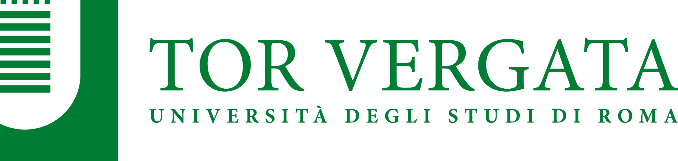 TOR VERGATA
UNIVERSITÀ DEGLI STUDI DI ROMA